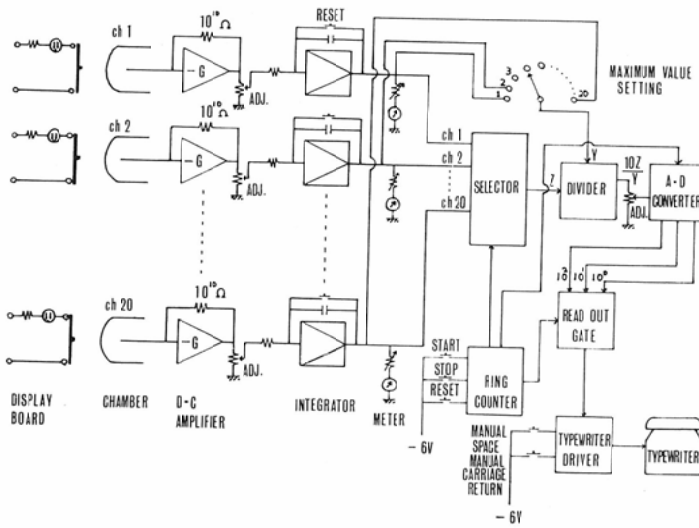 ch 1
10¹⁰Ω
-G
ADJ.
RESET
1
2
3
20
MAXIMUM VALUE
SETTING
ch 2
10¹⁰Ω
-G
ADJ.
ch 1
ch 2
ch 20
SELECTOR
Z
Y
DIVIDER
10Z
Y
ADJ.
A-D
CONVERTER
10² 10¹ 10⁰
READ OUT
GATE
ch 20
10¹⁰Ω
-G
ADJ.
START
STOP
RESET
RING
COUNTER
-6V
DISPLAY
BOARD
CHAMBER
D-C
AMPLIFIER
INTEGRATOR
METER
MANUAL
SPACE
MANUAL
CARRIAGE
RETURN
-6V
TYPEWRITER
DRIVER
TYPEWRITER